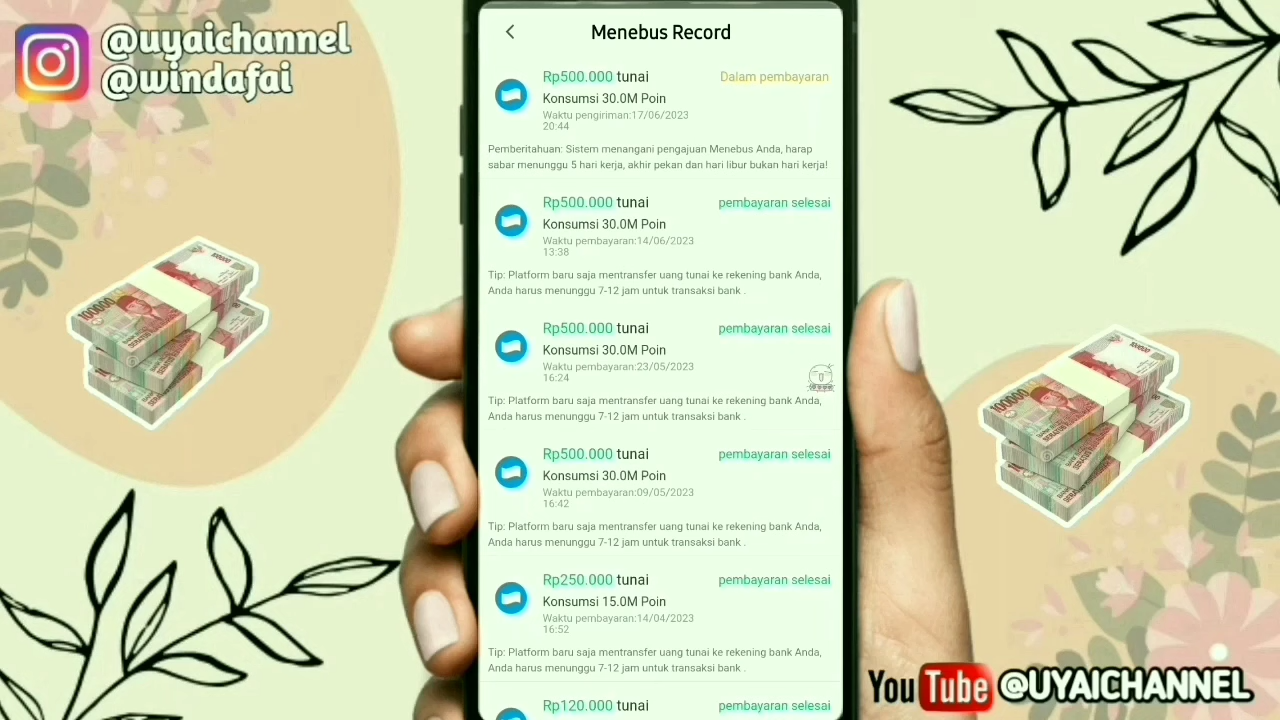 @uyaichannel
@windafai
Menebus Record
Rp500.000 tunai
Dalam pembayaran
Konsumsi 30.0M Poin
Waktu pengiriman:17/06/2023
20:44
Pemberitahuan: Sistem menangani pengajuan Menebus Anda, harap
sabar menunggu 5 hari kerja, akhir pekan dan hari libur bukan hari kerja!
Rp500.000 tunai
pembayaran selesai
Konsumsi 30.0M Poin
Waktu pembayaran:14/06/2023
13:38
Tip: Platform baru saja mentransfer uang tunai ke rekening bank Anda,
Anda harus menunggu 7-12 jam untuk transaksi bank .
Rp500.000 tunai
pembayaran selesai
Konsumsi 30.0M Poin
Waktu pembayaran:23/05/2023
16:24
Tip: Platform baru saja mentransfer uang tunai ke rekening bank Anda,
Anda harus menunggu 7-12 jam untuk transaksi bank .
Rp500.000 tunai
pembayaran selesai
Konsumsi 30.0M Poin
Waktu pembayaran:09/05/2023
16:42
Tip: Platform baru saja mentransfer uang tunai ke rekening bank Anda,
Anda harus menunggu 7-12 jam untuk transaksi bank .
Rp250.000 tunai
pembayaran selesai
Konsumsi 15.0M Poin
Waktu pembayaran:14/04/2023
16:52
Tip: Platform baru saja mentransfer uang tunai ke rekening bank Anda,
Anda harus menunggu 7-12 jam untuk transaksi bank .
Rp120.000 tunai
pembayaran selesai
100000
100000
YouTube @UYAICHANNEL